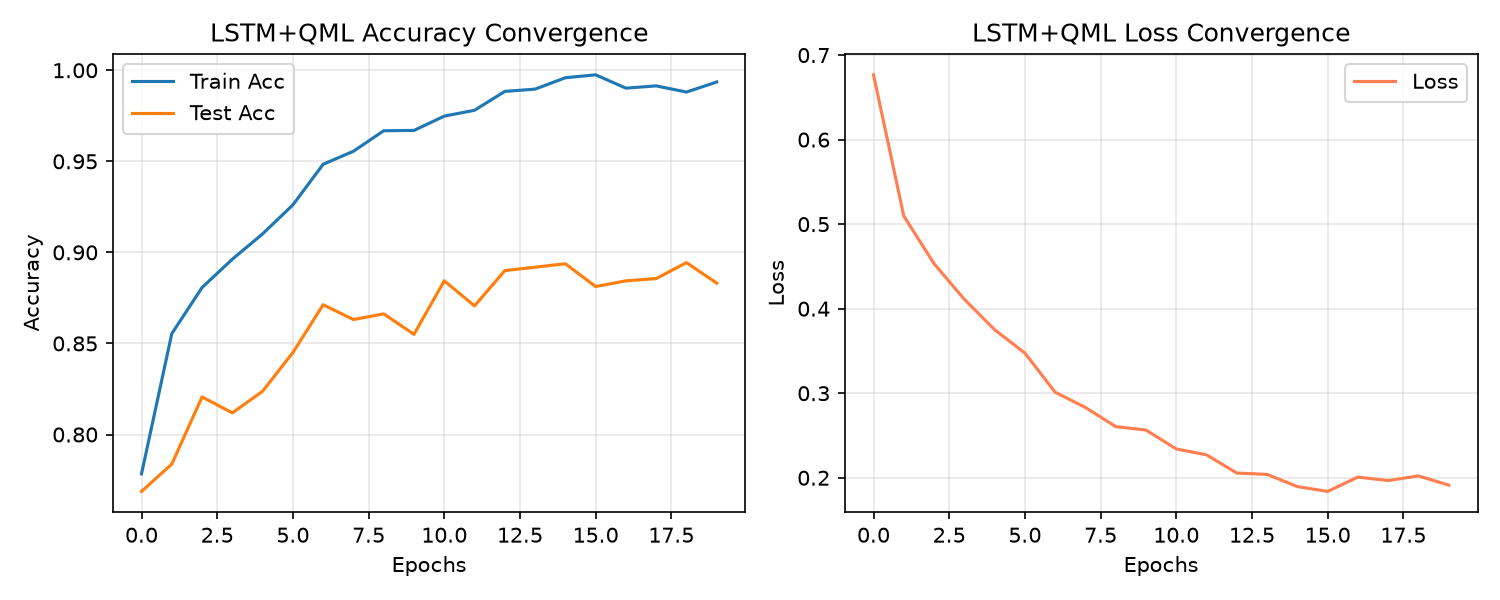 LSTM+QML Accuracy Convergence
1.00
0.95
0.90
0.85
0.80
Accuracy
Train Acc
Test Acc
0.0 2.5 5.0 7.5 10.0 12.5 15.0 17.5
Epochs
LSTM+QML Loss Convergence
0.7
0.6
0.5
0.4
0.3
0.2
Loss
Loss
0.0 2.5 5.0 7.5 10.0 12.5 15.0 17.5
Epochs